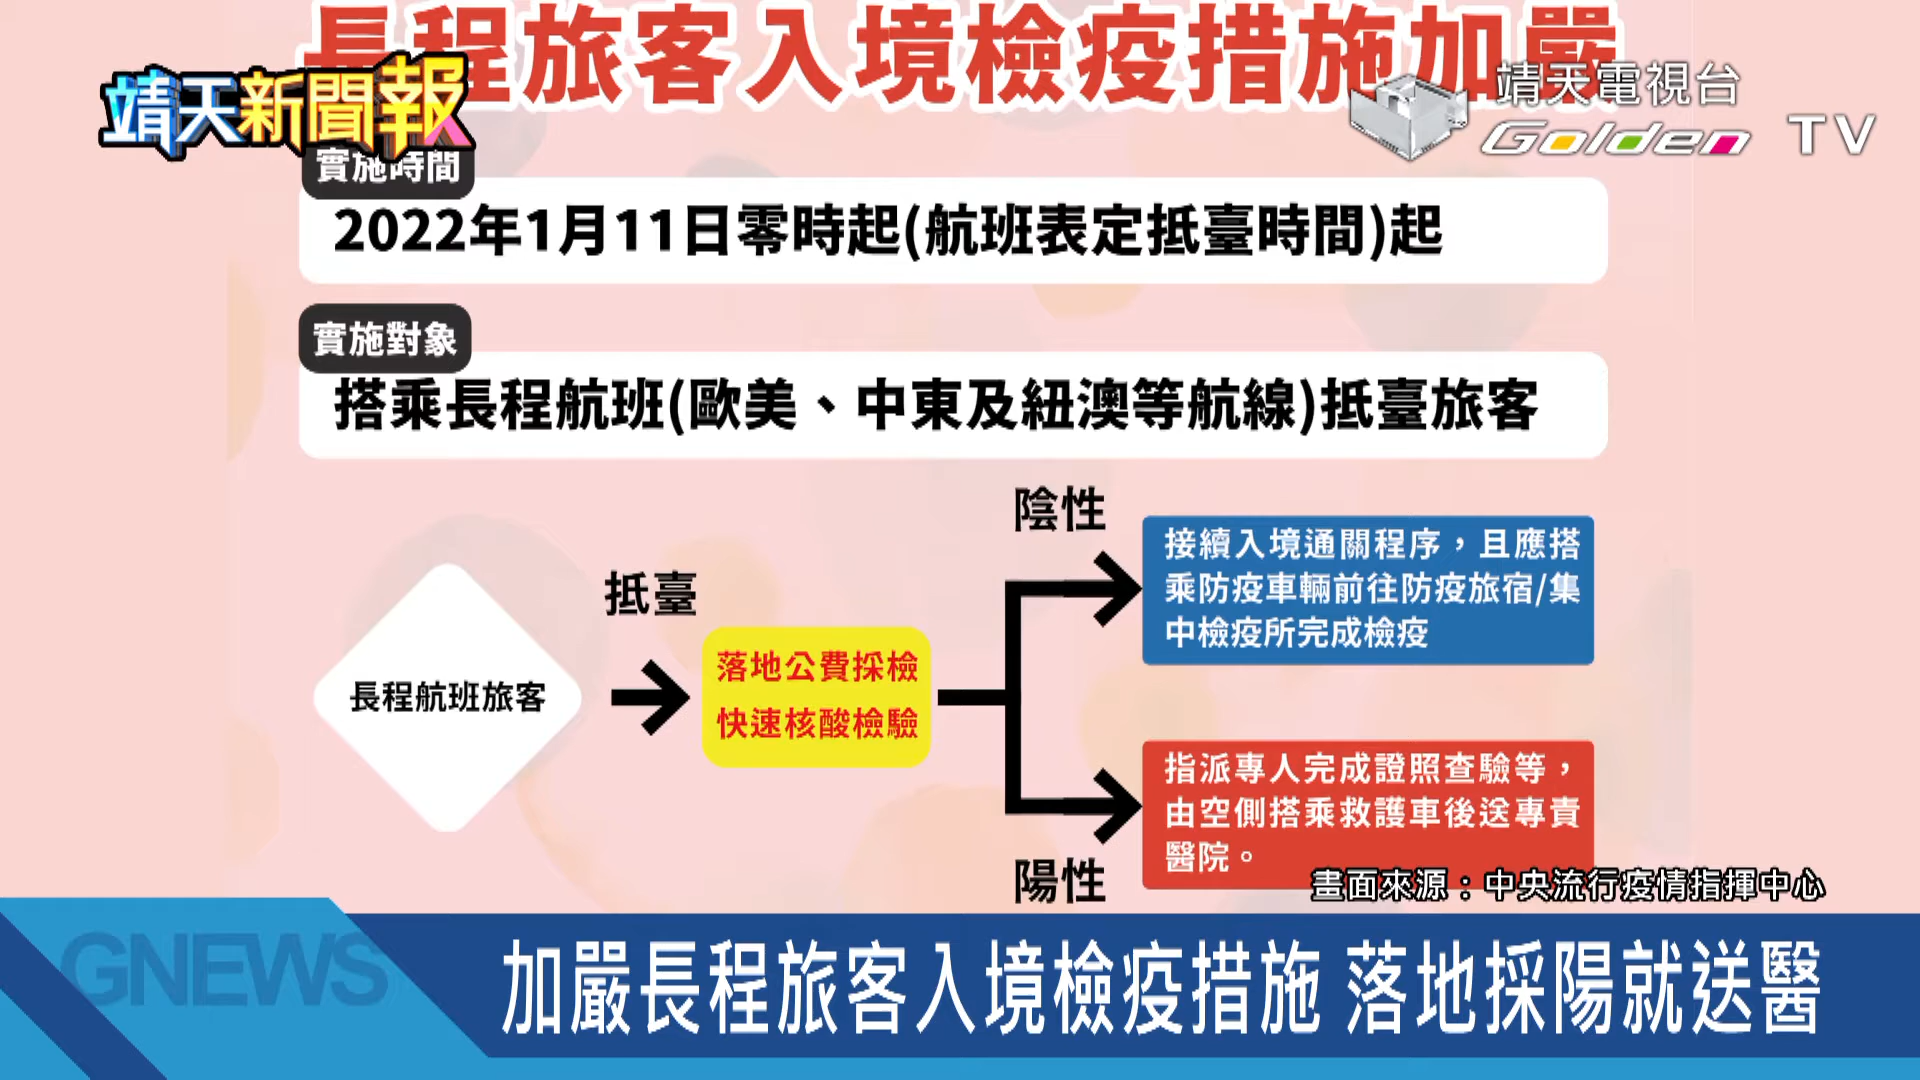 長程旅客入境檢疫措施加嚴
靖天新聞報
靖天電視台
Golden TV
實施時間
2022年1月11日零時起(航班表定抵臺時間)起
實施對象
搭乘長程航班(歐美、中東及紐澳等航線)抵臺旅客
長程航班旅客
抵臺
落地公費採檢
快速核酸檢驗
陰性
接續入境通關程序，且應搭
乘防疫車輛前往防疫旅宿/集
中檢疫所完成檢疫
陽性
指派專人完成證照查驗等，
由空側搭乘救護車後送專責
醫院。
畫面來源：中央流行疫情指揮中心
GNEWS
加嚴長程旅客入境檢疫措施 落地採陽就送醫